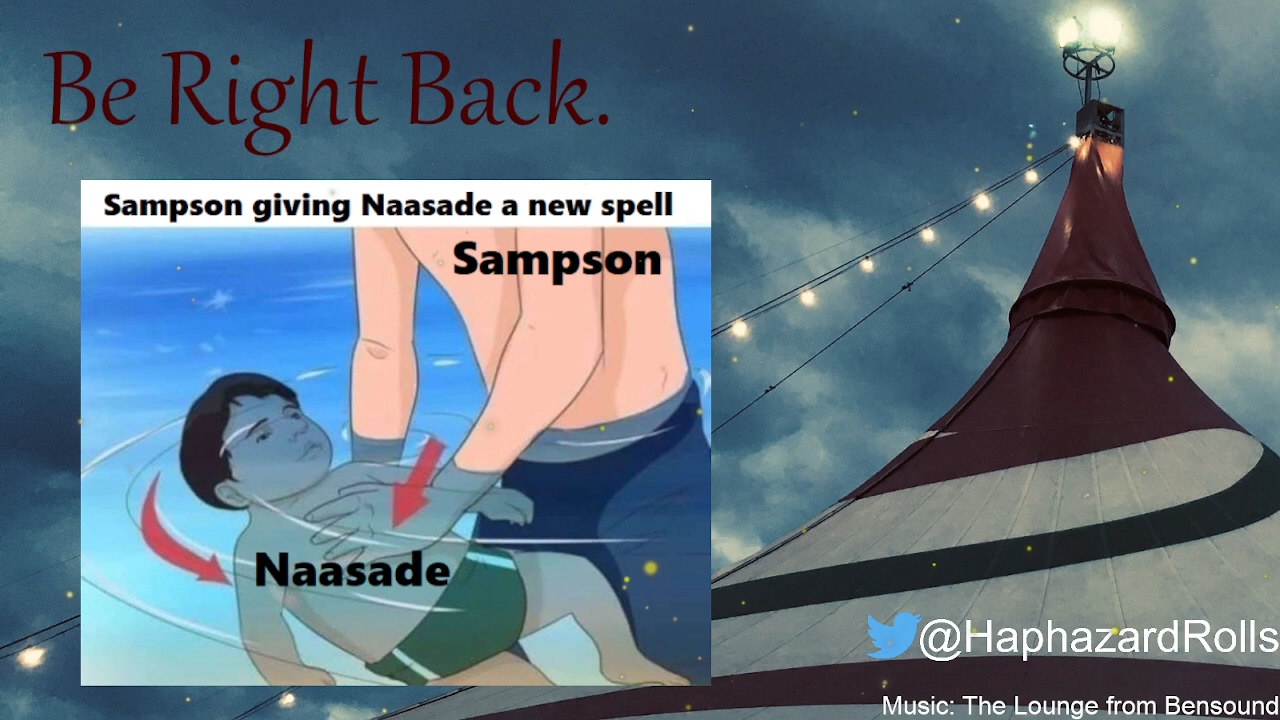 Be Right Back.
Sampson giving Naasade a new spell
Sampson
Naasade
@HaphazardRolls
Music: The Lounge from Bensound